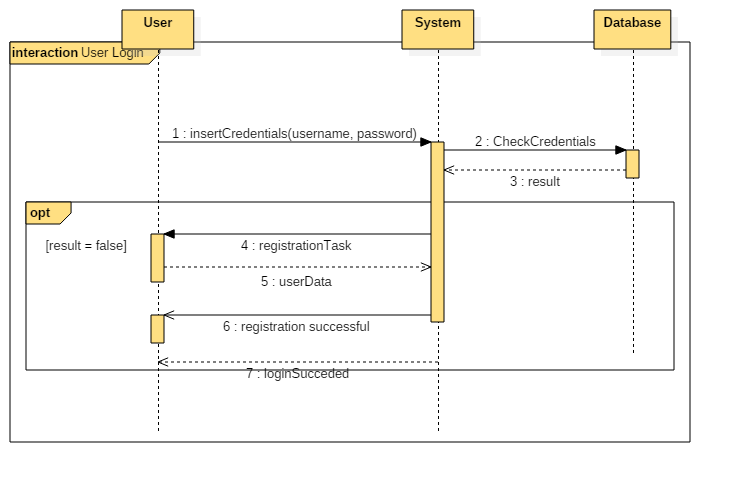 User
System
Database
interaction User Login
1 : insertCredentials(username, password)
2 : CheckCredentials
3 : result
opt
[result = false]
4 : registrationTask
5 : userData
6 : registration successful
7 : loginSucceded